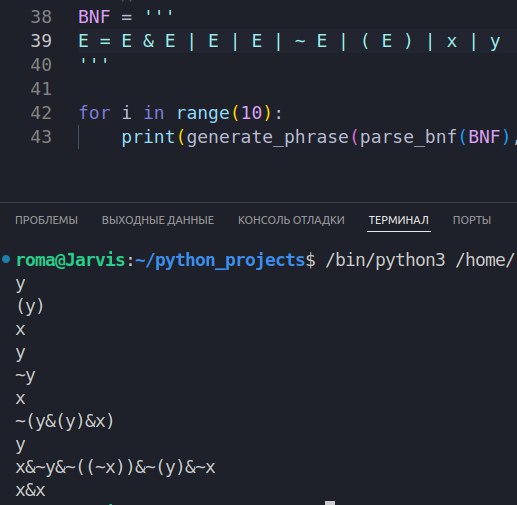 38 BNF = '''
39 E = E & E | E | E | ~ E | ( E ) | x | y
40 '''
41
42 for i in range(10):
43 print(generate_phrase(parse_bnf(BNF),
ПРОБЛЕМЫ ВЫХОДНЫЕ ДАННЫЕ КОНСОЛЬ ОТЛАДКИ ТЕРМИНАЛ ПОРТЫ
roma@Jarvis:~/python_projects$ /bin/python3 /home/
y
(y)
x
y
~y
x
~(y&(y)&x)
y
x&~y&~((~x))&~(y)&~x
x&x